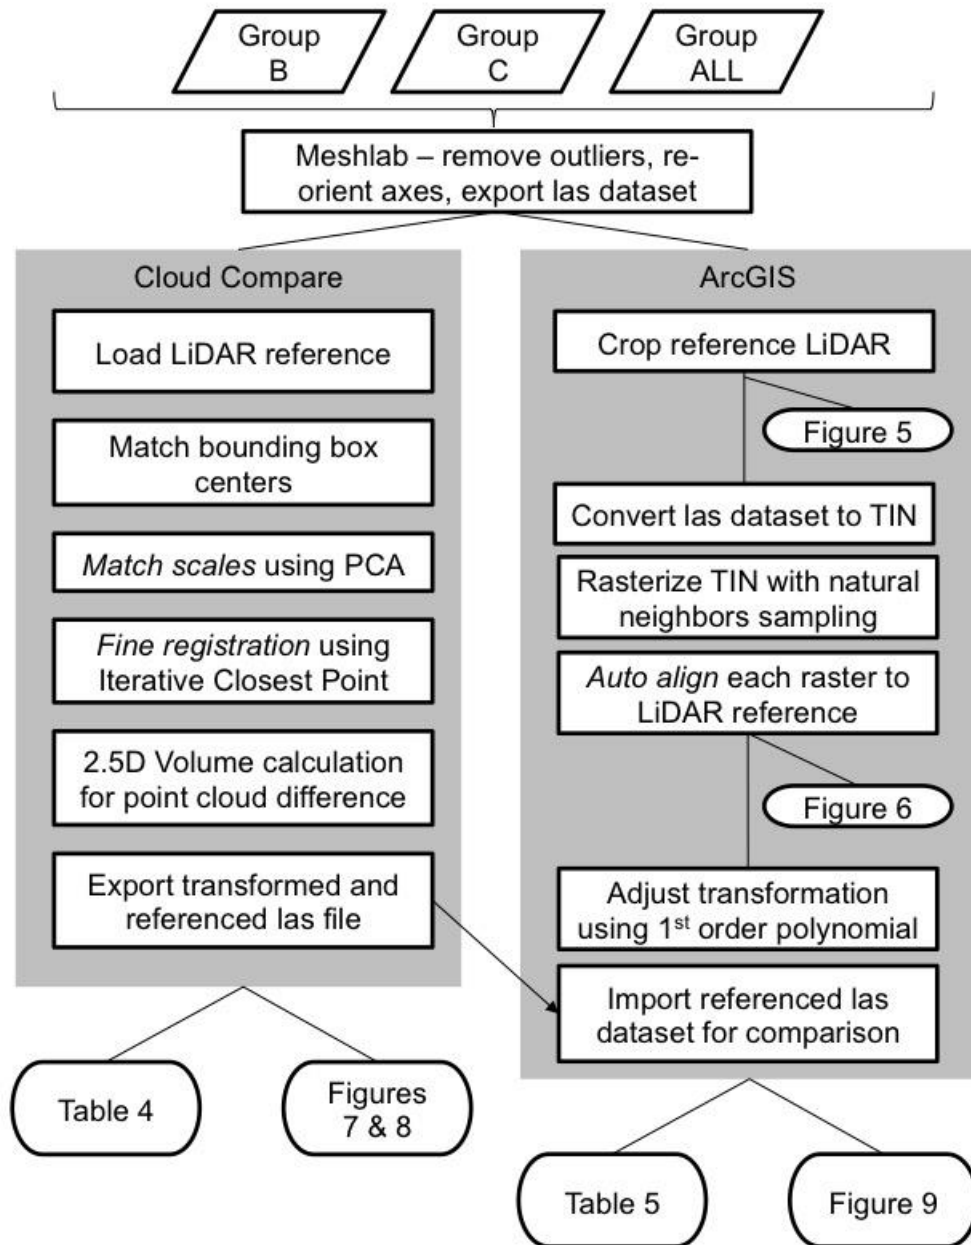 Group
B
Group
C
Group
ALL
Meshlab – remove outliers, re-
orient axes, export las dataset
Cloud Compare
Load LiDAR reference
Match bounding box
centers
Match scales using PCA
Fine registration using
Iterative Closest Point
2.5D Volume calculation
for point cloud difference
Export transformed and
referenced las file
Table 4
Figures
7 & 8
ArcGIS
Crop reference LiDAR
Figure 5
Convert las dataset to TIN
Rasterize TIN with natural
neighbors sampling
Auto align each raster to
LiDAR reference
Figure 6
Adjust transformation
using 1st order polynomial
Import referenced las
dataset for comparison
Table 5
Figure 9